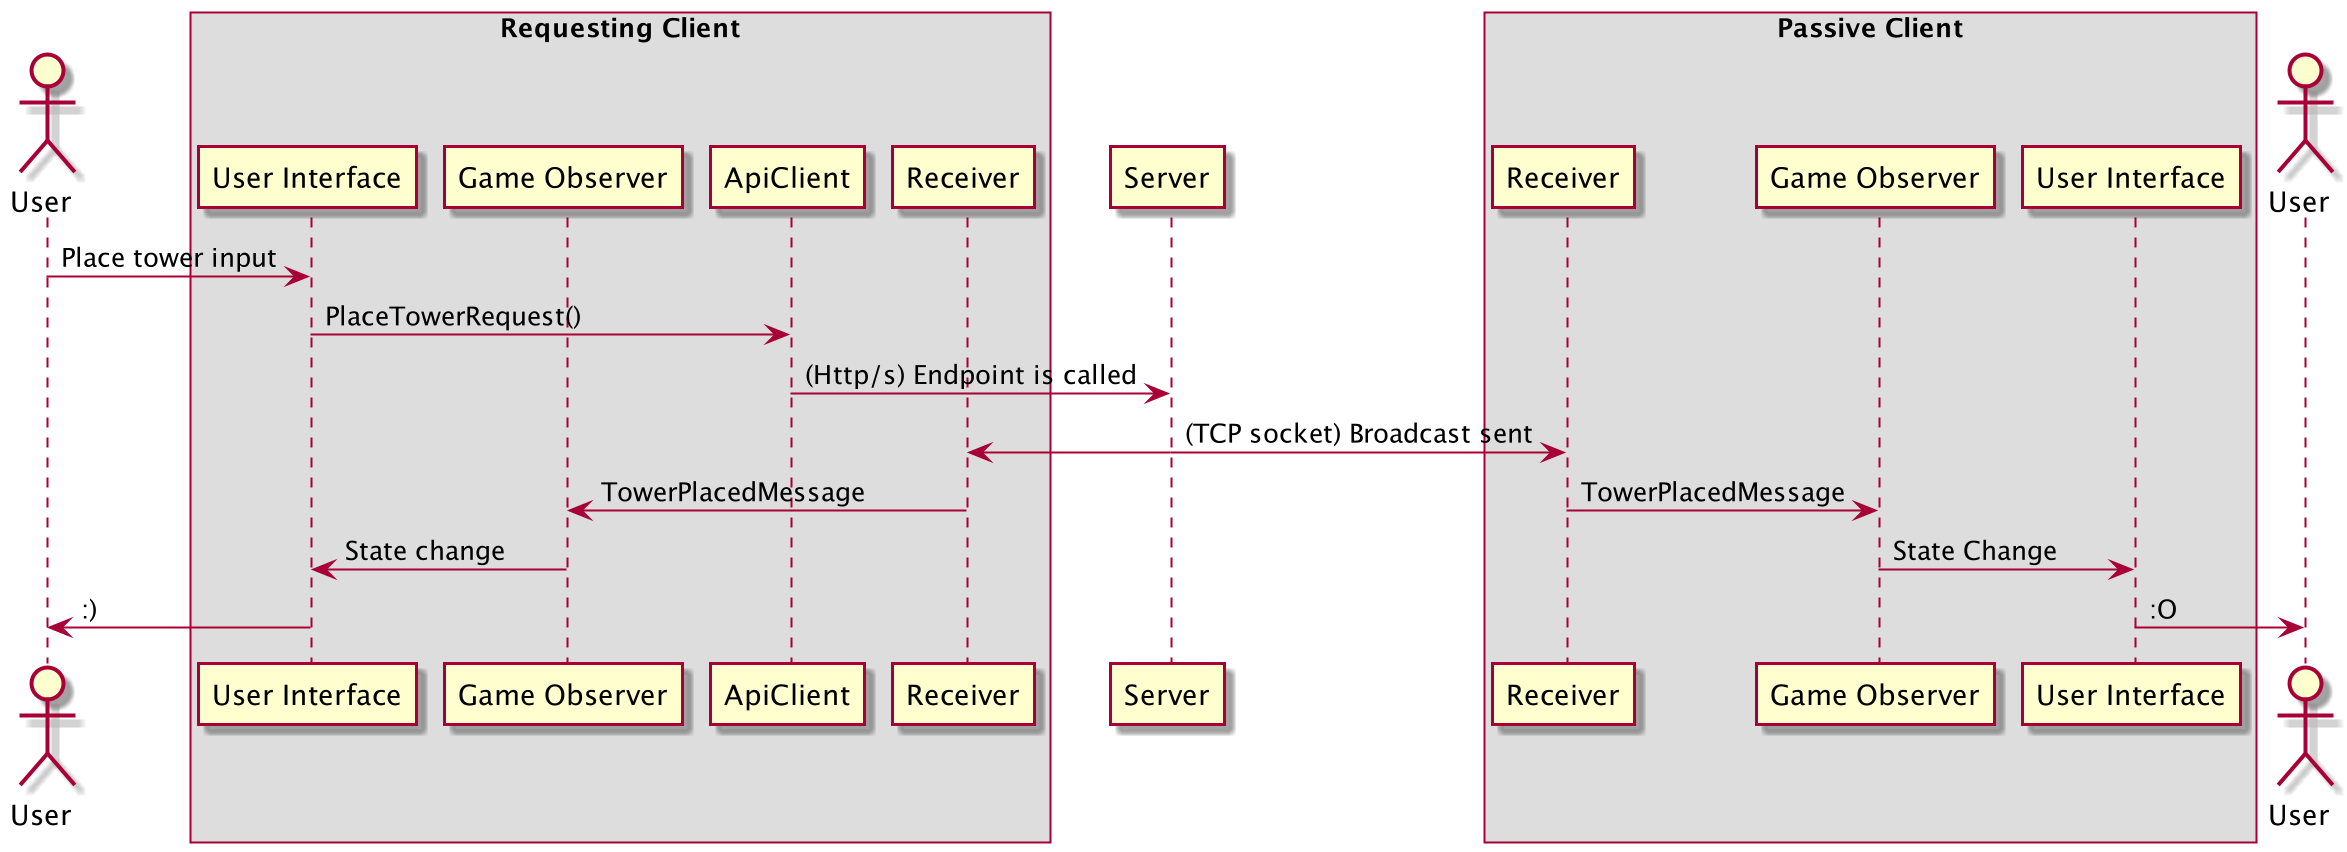 Requesting Client
Passive Client
User
User Interface
Game Observer
ApiClient
Receiver
Server
Receiver
Game Observer
User Interface
User
Place tower input
PlaceTowerRequest()
(Http/s) Endpoint is called
(TCP socket) Broadcast sent
TowerPlacedMessage
TowerPlacedMessage
State change
State Change
:)
:O
User
User Interface
Game Observer
ApiClient
Receiver
Server
Receiver
Game Observer
User Interface
User